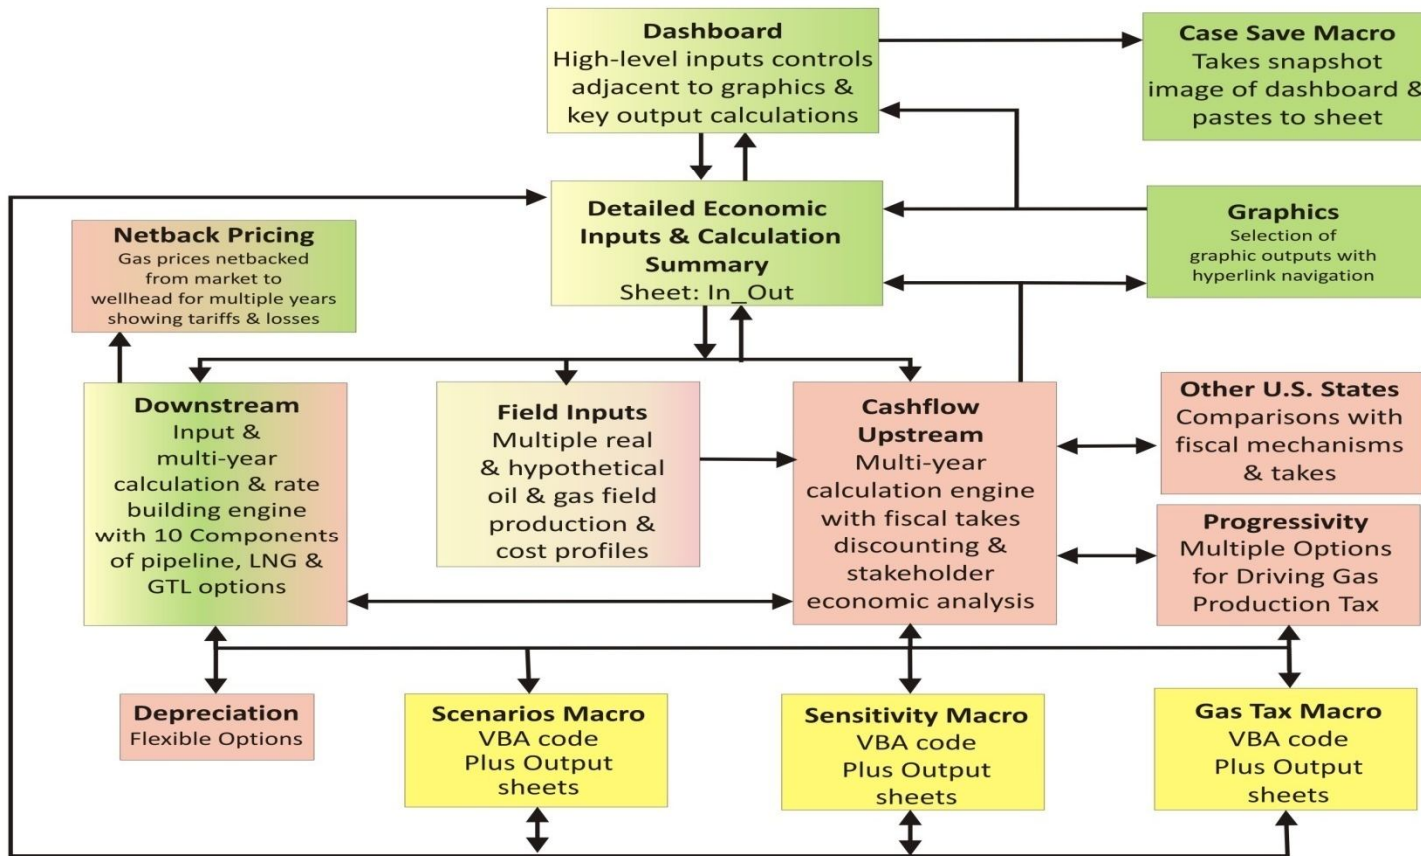 Dashboard
High-level inputs controls
adjacent to graphics &
key output calculations
Case Save Macro
Takes snapshot
image of dashboard &
pastes to sheet
Detailed Economic
Inputs & Calculation
Summary
Sheet: In_Out
Graphics
Selection of
graphic outputs with
hyperlink navigation
Netback Pricing
Gas prices netbacked
from market to
wellhead for multiple years
showing tariffs & losses
Downstream
Input &
multi-year
calculation & rate
building engine
with 10 Components
of pipeline, LNG &
GTL options
Field Inputs
Multiple real
& hypothetical
oil & gas field
production &
cost profiles
Cashflow
Upstream
Multi-year
calculation engine
with fiscal takes
discounting &
stakeholder
economic analysis
Other U.S. States
Comparisons with
fiscal mechanisms
& takes
Progressivity
Multiple Options
for Driving Gas
Production Tax
Depreciation
Flexible Options
Scenarios Macro
VBA code
Plus Output
sheets
Sensitivity Macro
VBA code
Plus Output
sheets
Gas Tax Macro
VBA code
Plus Output
sheets